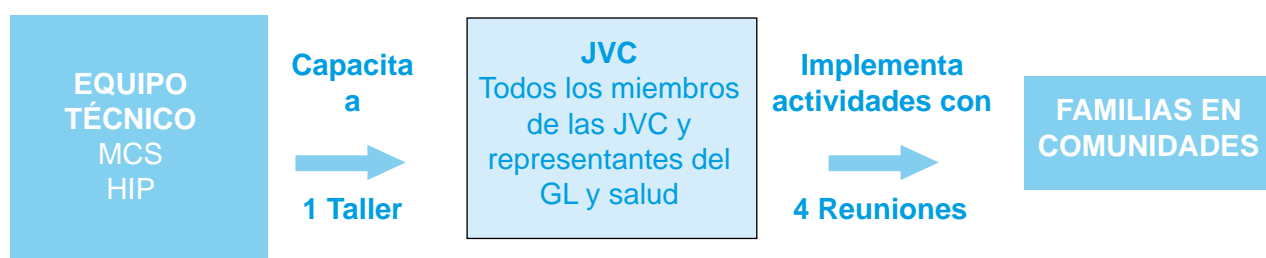 EQUIPO
TÉCNICO
MCS
HIP
Capacita
a
1 Taller
JVC
Todos los miembros
de las JVC y
representantes del
GL y salud
Implementa
actividades con
4 Reuniones
FAMILIAS EN
COMUNIDADES